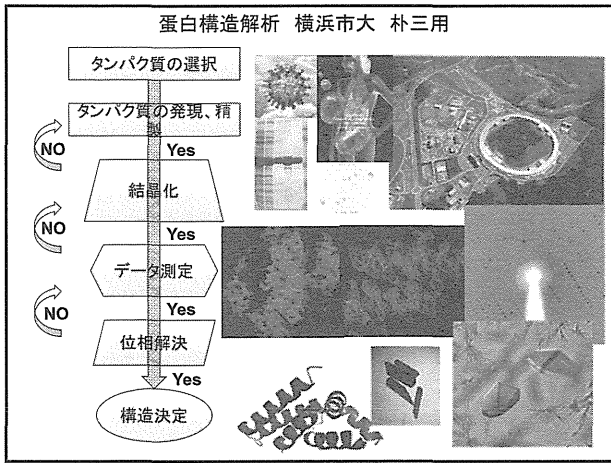 蛋白構造解析 横浜市大 朴三用
タンパク質の選択
タンパク質の発現、精
製
NO
Yes
結晶化
NO
Yes
データ測定
NO
Yes
位相解決
Yes
構造決定